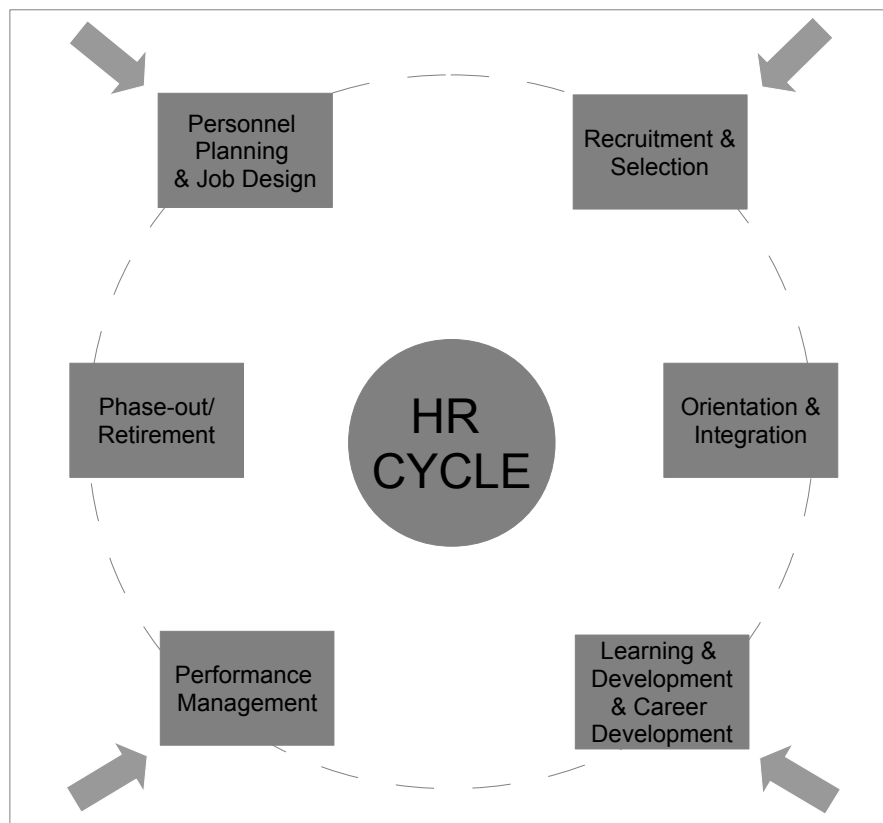 Personnel
Planning
& Job Design
Recruitment &
Selection
Phase-out/
Retirement
HR
CYCLE
Orientation &
Integration
Performance
Management
Learning &
Development
& Career
Development